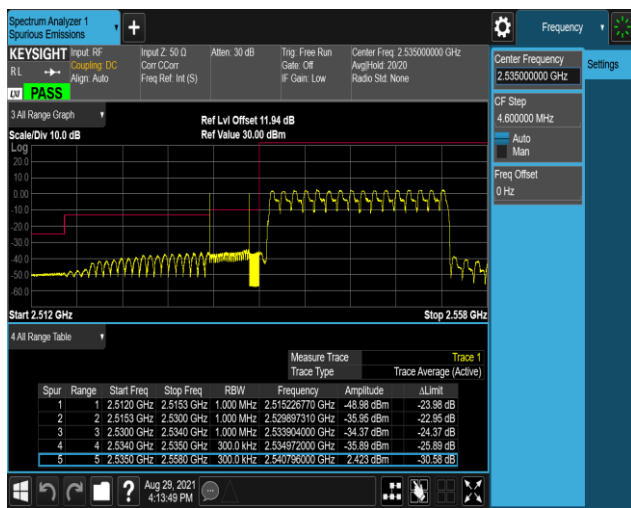 Spectrum Analyzer 1
Spurious Emissions
Frequency
KEYSIGHT
Input: RF
Coupling: DC
Align: Auto
Input Z: 50 Ω
Corr CCorr
Freq Ref: Int (S)
Atten: 30 dB
Trig: Free Run
Gate: Off
IF Gain: Low
Center Freq: 2.535000000 GHz
Avg|Hold: 20/20
Radio Std: None
RL
LXI PASS
Center Frequency
2.535000000 GHz
Settings
CF Step
4.600000 MHz
Auto
Man
Freq Offset
0 Hz
3 All Range Graph
Ref Lvl Offset 11.94 dB
Scale/Div 10.0 dB
Ref Value 30.00 dBm
Log
20.0
10.0
0.00
-10.0
-20.0
-30.0
-40.0
-50.0
-60.0
Start 2.512 GHz
Stop 2.558 GHz
4 All Range Table
Measure Trace Trace 1
Trace Type Trace Average (Active)
Spur Range Start Freq Stop Freq RBW Frequency Amplitude ΔLimit
1 1 2.5120 GHz 2.5153 GHz 1.000 MHz 2.515226770 GHz -48.98 dBm -23.98 dB
2 2 2.5153 GHz 2.5300 GHz 1.000 MHz 2.529897310 GHz -35.95 dBm -22.95 dB
3 3 2.5300 GHz 2.5340 GHz 1.000 MHz 2.533904000 GHz -34.37 dBm -24.37 dB
4 4 2.5340 GHz 2.5350 GHz 300.0 kHz 2.534972000 GHz -35.89 dBm -25.89 dB
5 5 2.5350 GHz 2.5580 GHz 300.0 kHz 2.540796000 GHz 2.423 dBm -30.58 dB
Aug 29, 2021
4:13:49 PM